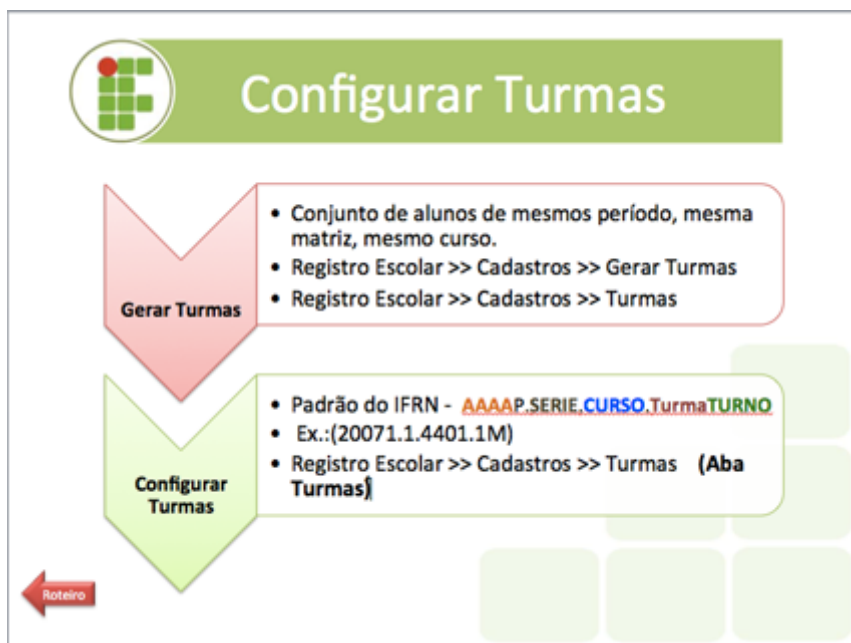 Configurar Turmas
Gerar Turmas
• Conjunto de alunos de mesmos período, mesma
matriz, mesmo curso.
• Registro Escolar >> Cadastros >> Gerar Turmas
• Registro Escolar >> Cadastros >> Turmas
Configurar
Turmas
• Padrão do IFRN - AAAAP.SERIE.CURSO.TurmaTURNO
• Ex.:(20071.1.4401.1M)
• Registro Escolar >> Cadastros >> Turmas (Aba
Turmas)
Roteiro